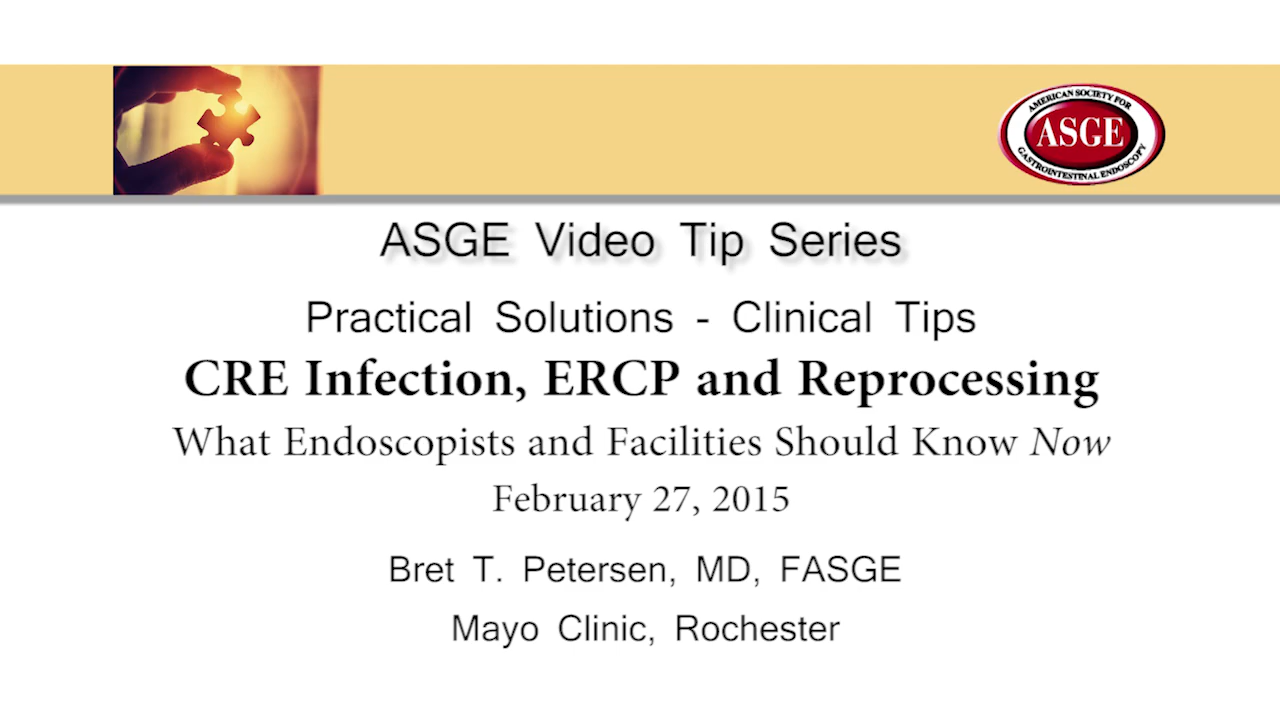 AMERICAN SOCIETY FOR
ASGE
GASTROINTESTINAL ENDOSCOPY
ASGE Video Tip Series
Practical Solutions - Clinical Tips
CRE Infection, ERCP and Reprocessing
What Endoscopists and Facilities Should Know Now
February 27, 2015
Bret T. Petersen, MD, FASGE
Mayo Clinic, Rochester